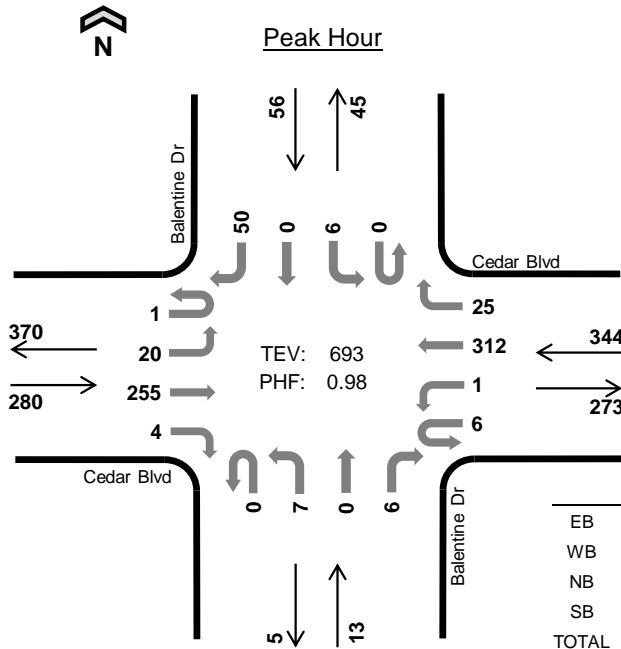 N
Peak Hour
56
45
Balentine Dr
50
0
6
0
Cedar Blvd
1
25
370
20
TEV: 693
312
344
280
255
PHF: 0.98
1
273
4
6
Cedar Blvd
0
7
0
6
Balentine Dr
5
13
EB
WB
NB
SB
TOTAL